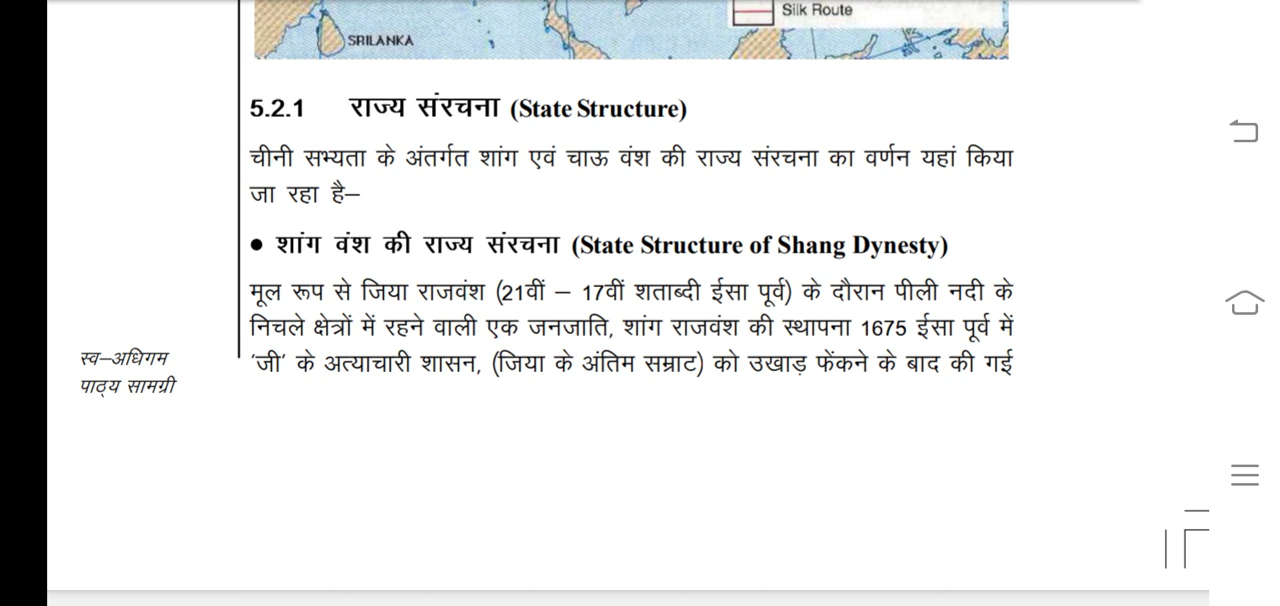 Silk Route
SRILANKA
5.2.1 राज्य संरचना (State Structure)
चीनी सभ्यता के अंतर्गत शांग एवं चाऊ वंश की राज्य संरचना का वर्णन यहां किया
जा रहा है–
• शांग वंश की राज्य संरचना (State Structure of Shang Dynesty)
मूल रूप से जिया राजवंश (21वीं – 17वीं शताब्दी ईसा पूर्व) के दौरान पीली नदी के
निचले क्षेत्रों में रहने वाली एक जनजाति, शांग राजवंश की स्थापना 1675 ईसा पूर्व में
'जी' के अत्याचारी शासन, (जिया के अंतिम सम्राट) को उखाड़ फेंकने के बाद की गई
स्व–अधिगम
पाठ्य सामग्री